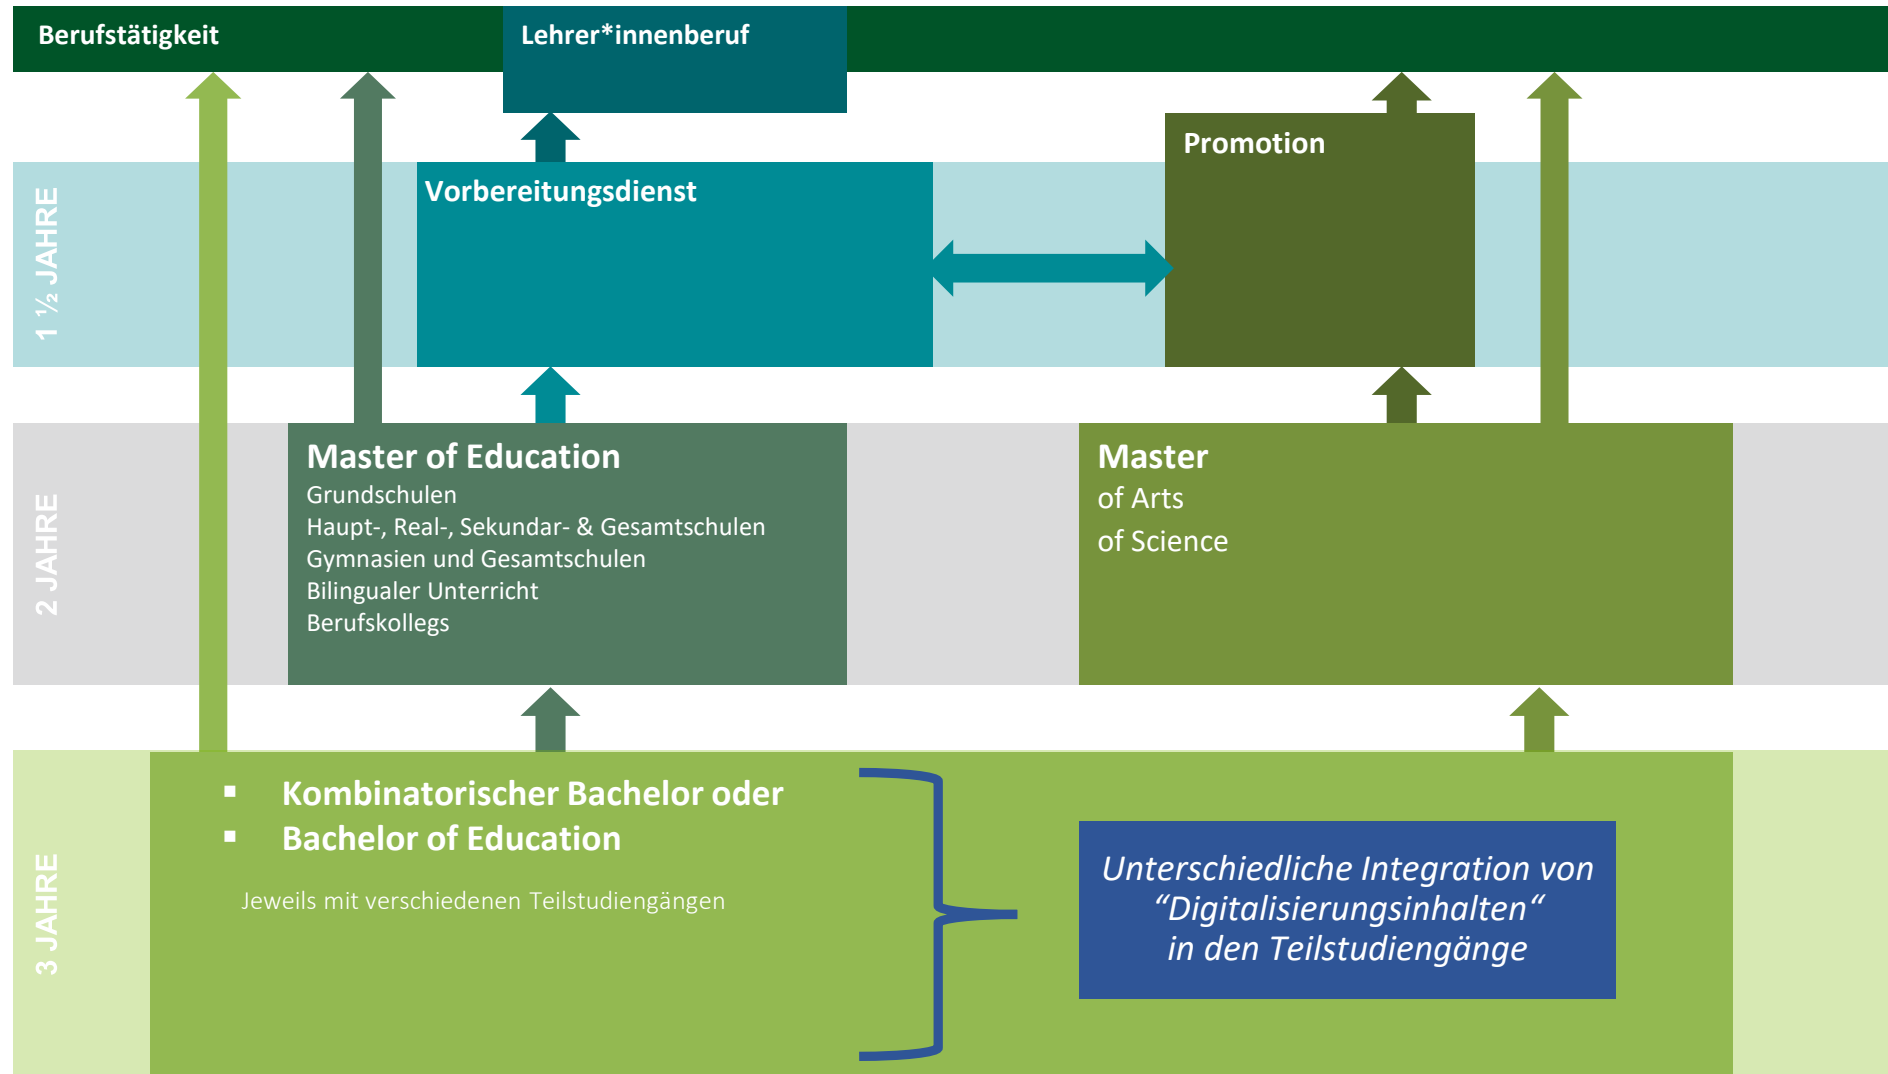 Berufstätigkeit
Lehrer*innenberuf
Promotion
1 ½ JAHRE
Vorbereitungsdienst
2 JAHRE
Master of Education
Grundschulen
Haupt-, Real-, Sekundar- & Gesamtschulen
Gymnasien und Gesamtschulen
Bilingualer Unterricht
Berufskollegs
Master
of Arts
of Science
3 JAHRE
▪ Kombinatorischer Bachelor oder
▪ Bachelor of Education
Jeweils mit verschiedenen Teilstudiengängen
Unterschiedliche Integration von
“Digitalisierungsinhalten“
in den Teilstudiengänge